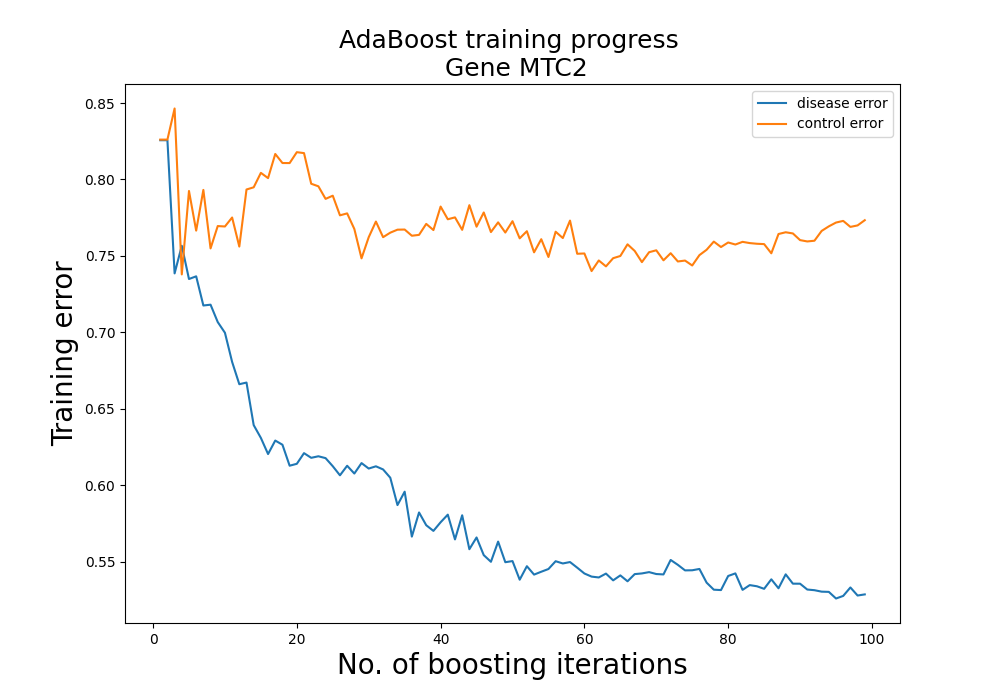 AdaBoost training progress
Gene MTC2
disease error
control error
Training error
0.85
0.80
0.75
0.70
0.65
0.60
0.55
0 20 40 60 80 100
No. of boosting iterations